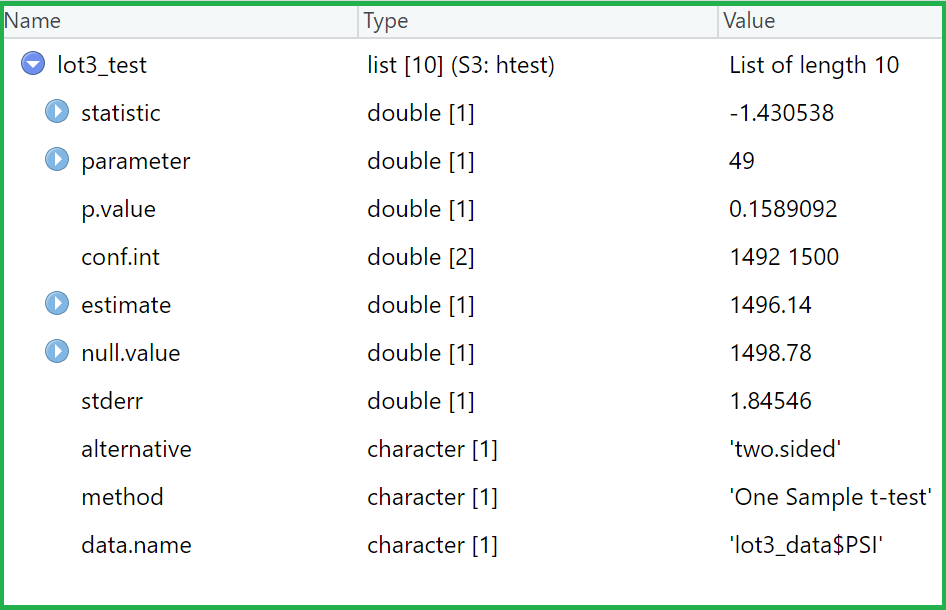 Name Type Value
lot3_test list [10] (S3: htest) List of length 10
statistic double [1] -1.430538
parameter double [1] 49
p.value double [1] 0.1589092
conf.int double [2] 1492 1500
estimate double [1] 1496.14
null.value double [1] 1498.78
stderr double [1] 1.84546
alternative character [1] 'two.sided'
method character [1] 'One Sample t-test'
data.name character [1] 'lot3_data$PSI'